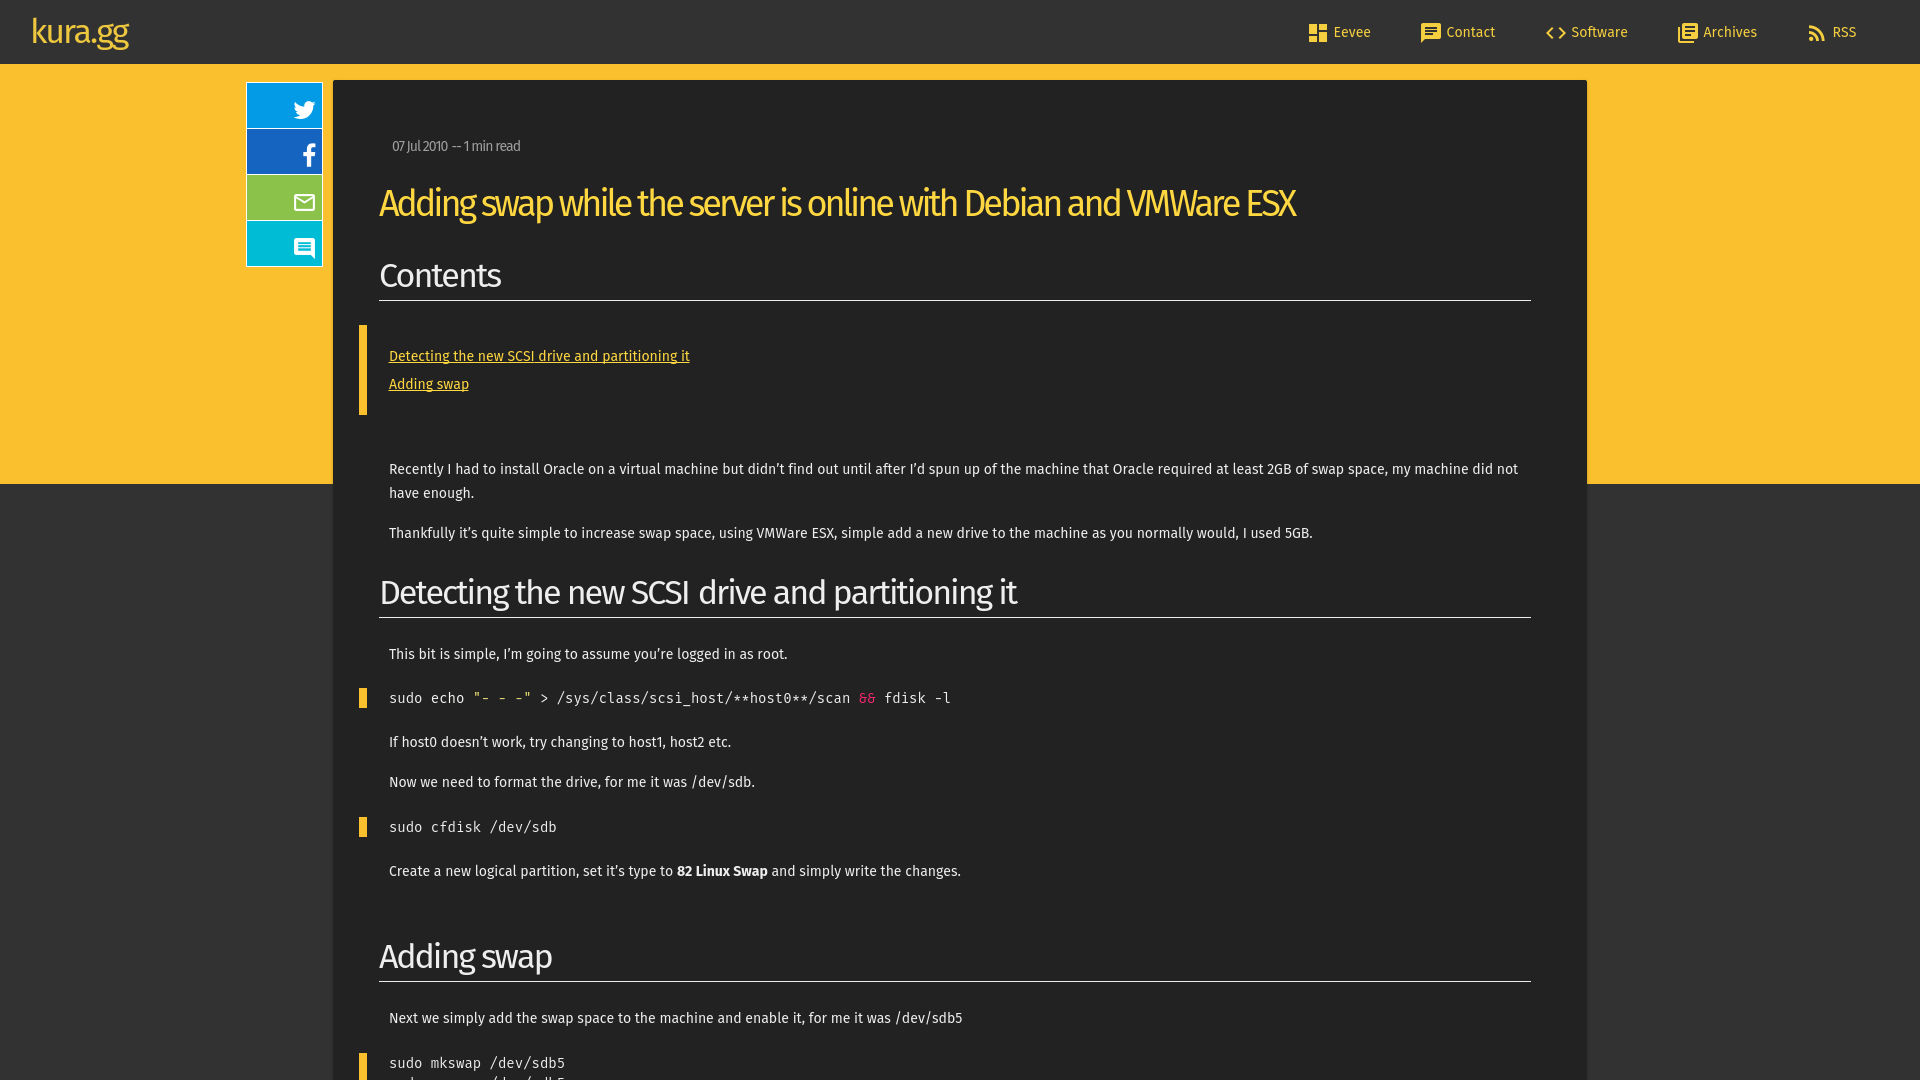 kura.gg
Eevee
Contact
Software
Archives
RSS
07 Jul 2010 -- 1 min read
Adding swap while the server is online with Debian and VMWare ESX
Contents
Detecting the new SCSI drive and partitioning it
Adding swap
Recently I had to install Oracle on a virtual machine but didn’t find out until after I’d spun up of the machine that Oracle required at least 2GB of swap space, my machine did not
have enough.
Thankfully it’s quite simple to increase swap space, using VMWare ESX, simple add a new drive to the machine as you normally would, I used 5GB.
Detecting the new SCSI drive and partitioning it
This bit is simple, I’m going to assume you’re logged in as root.
sudo echo "- - -" > /sys/class/scsi_host/**host0**/scan && fdisk -l
If host0 doesn’t work, try changing to host1, host2 etc.
Now we need to format the drive, for me it was /dev/sdb.
sudo cfdisk /dev/sdb
Create a new logical partition, set it’s type to 82 Linux Swap and simply write the changes.
Adding swap
Next we simply add the swap space to the machine and enable it, for me it was /dev/sdb5
sudo mkswap /dev/sdb5